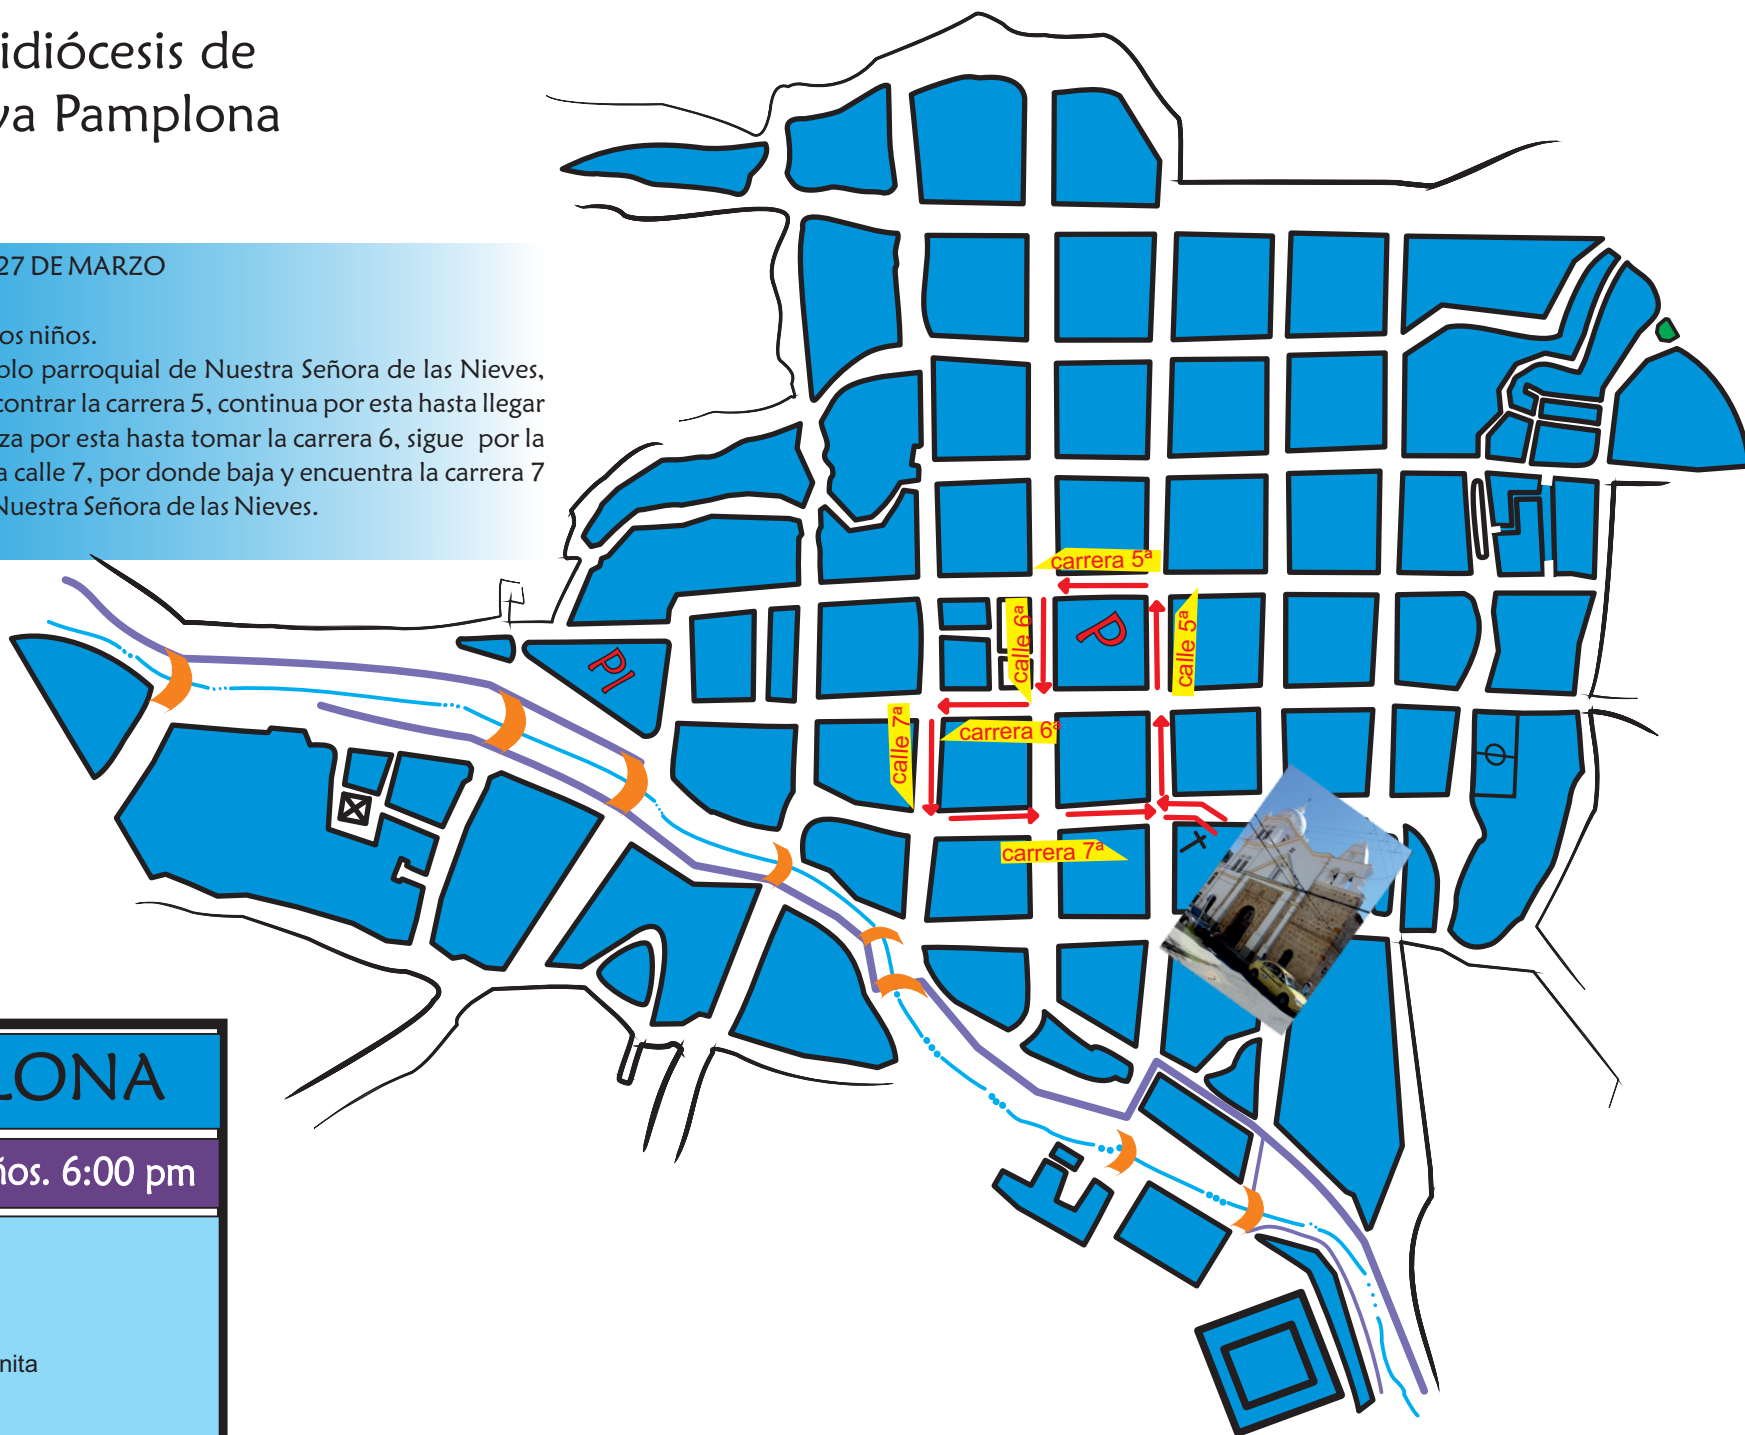 idiócesis de
va Pamplona
27 DE MARZO
os niños.
plo parroquial de Nuestra Señora de las Nieves,
contrar la carrera 5, continua por esta hasta llegar
za por esta hasta tomar la carrera 6, sigue por la
a calle 7, por donde baja y encuentra la carrera 7
Nuestra Señora de las Nieves.
carrera 5ª
calle 6ª
P
calle 5ª
PI
calle 7ª
carrera 6ª
carrera 7ª
LONA
ños. 6:00 pm
nita